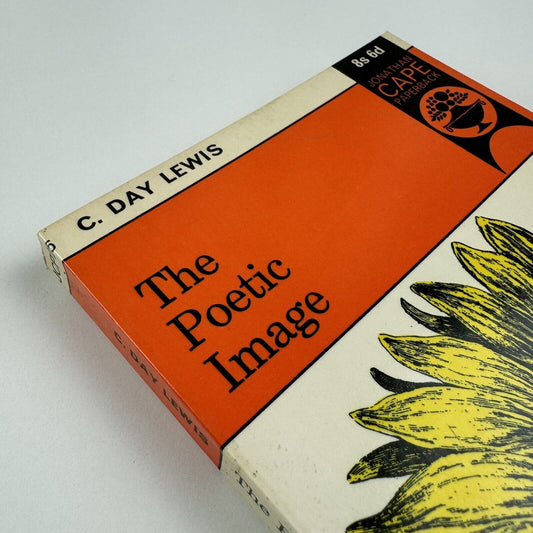 8s 6d
JONATHAN
CAPE
PAPERBACK
C. DAY LEWIS
The
Poetic
Image
C. DAY LEWIS
The